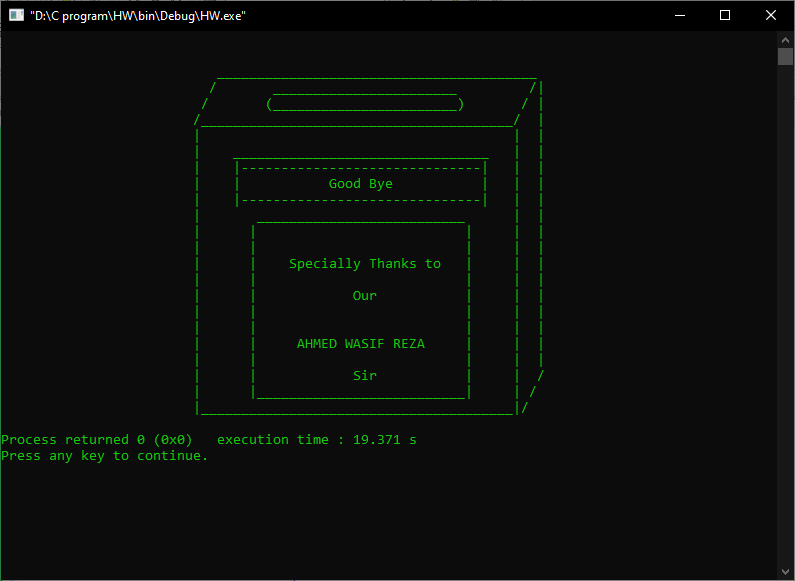 "D:\C program\HW\bin\Debug\HW.exe"
Good Bye
Specially Thanks to
Our
AHMED WASIF REZA
Sir
Process returned 0 (0x0)   execution time : 19.371 s
Press any key to continue.